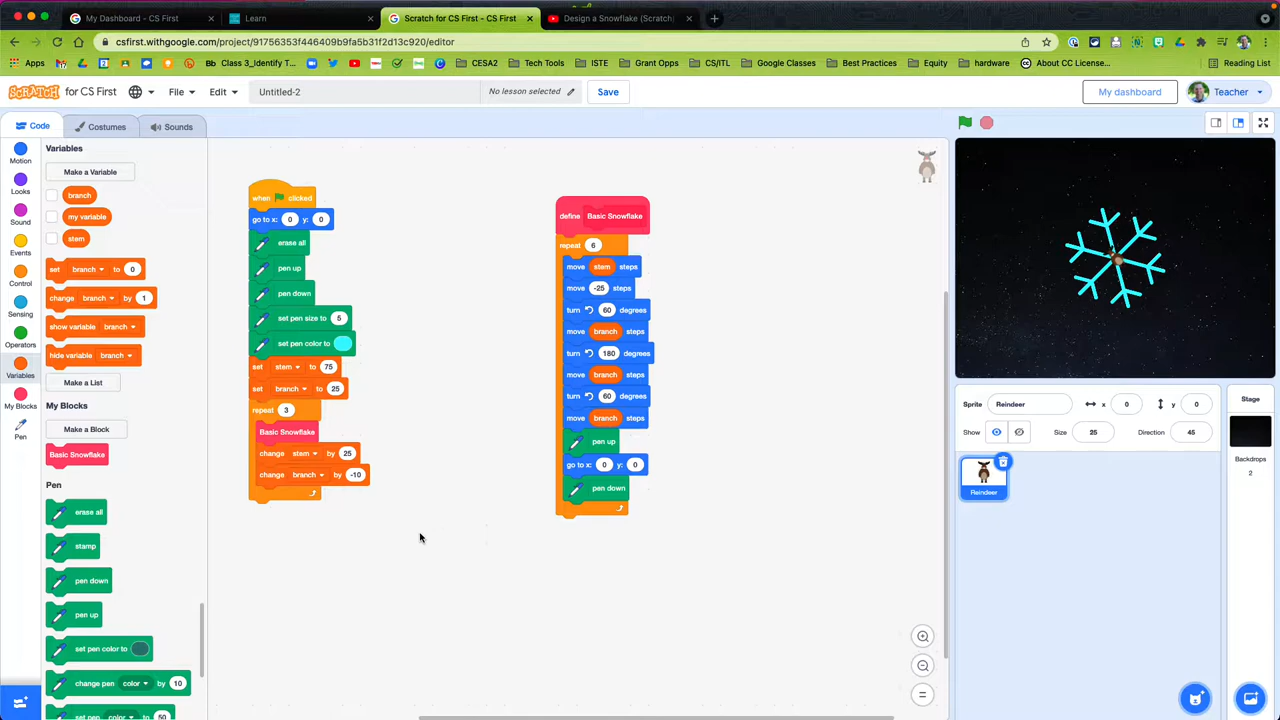 My Dashboard - CS First
Learn
Scratch for CS First - CS First
Design a Snowflake (Scratch)
csfirst.withgoogle.com/project/91756353f446409b9fa5b31f2d13c920/editor
Apps
Class 3_Identify T...
CESA2
Tech Tools
ISTE
Grant Opps
CS/ITL
Google Classes
Best Practices
Equity
hardware
About CC License...
Reading List
SCRATCH for CS First
File
Edit
Untitled-2
No lesson selected
Save
My dashboard
Teacher
Code
Costumes
Sounds
Motion
Looks
Sound
Events
Control
Sensing
Operators
Variables
My Blocks
Pen
Variables
Make a Variable
branch
my variable
stem
set branch to 0
change branch by 1
show variable branch
hide variable branch
Make a List
My Blocks
Make a Block
Basic Snowflake
Pen
erase all
stamp
pen down
pen up
set pen color to
change pen color by 10
set pen color to 50
when clicked
go to x: 0 y: 0
erase all
pen up
pen down
set pen size to 5
set pen color to
set stem to 75
set branch to 25
repeat 3
Basic Snowflake
change stem by 25
change branch by -10
define Basic Snowflake
repeat 6
move stem steps
move -25 steps
turn 60 degrees
move branch steps
turn 180 degrees
move branch steps
turn 60 degrees
move branch steps
pen up
go to x: 0 y: 0
pen down
Sprite
Reindeer
x 0
y 0
Show
Size 25
Direction 45
Reindeer
Stage
Backdrops
2